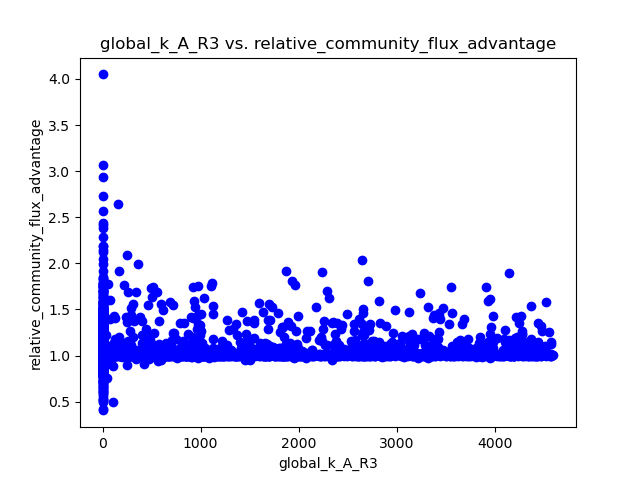 global_k_A_R3 vs. relative_community_flux_advantage
relative_community_flux_advantage
4.0
3.5
3.0
2.5
2.0
1.5
1.0
0.5
0 1000 2000 3000 4000
global_k_A_R3